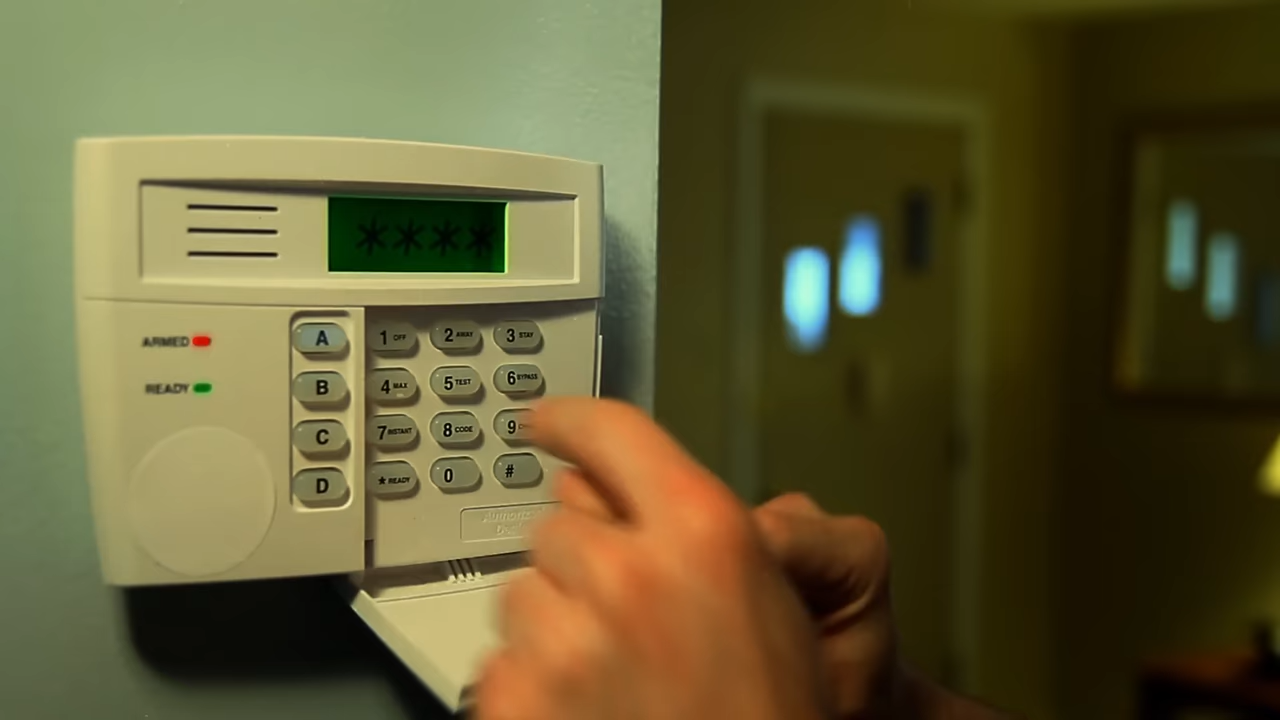 ****
ARMED
READY
A
B
C
D
1 OFF
2 AWAY
3 STAY
4 MAX
5 TEST
6 BYPASS
7 INSTANT
8 CODE
9
* READY
0
#